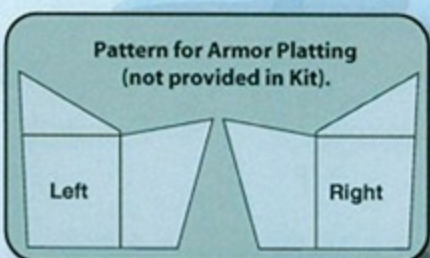 Pattern for Armor Platting
(not provided in Kit).
Left
Right